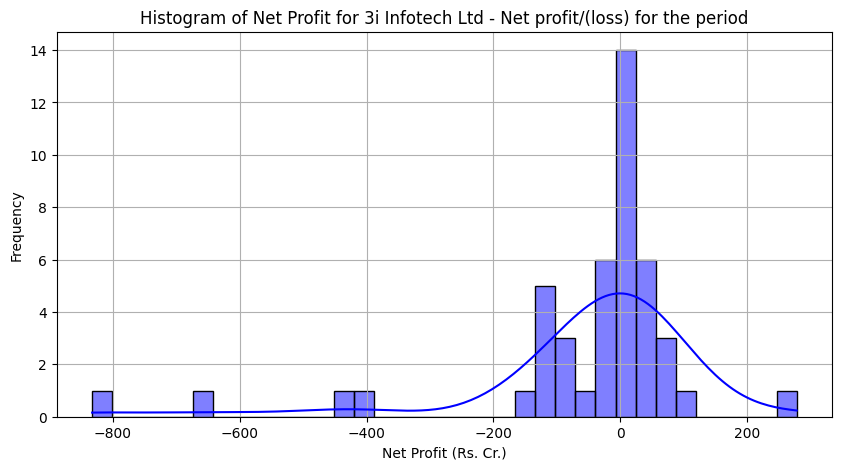 Histogram of Net Profit for 3i Infotech Ltd - Net profit/(loss) for the period
Frequency
14
12
10
8
6
4
2
0
−800 −600 −400 −200 0 200
Net Profit (Rs. Cr.)